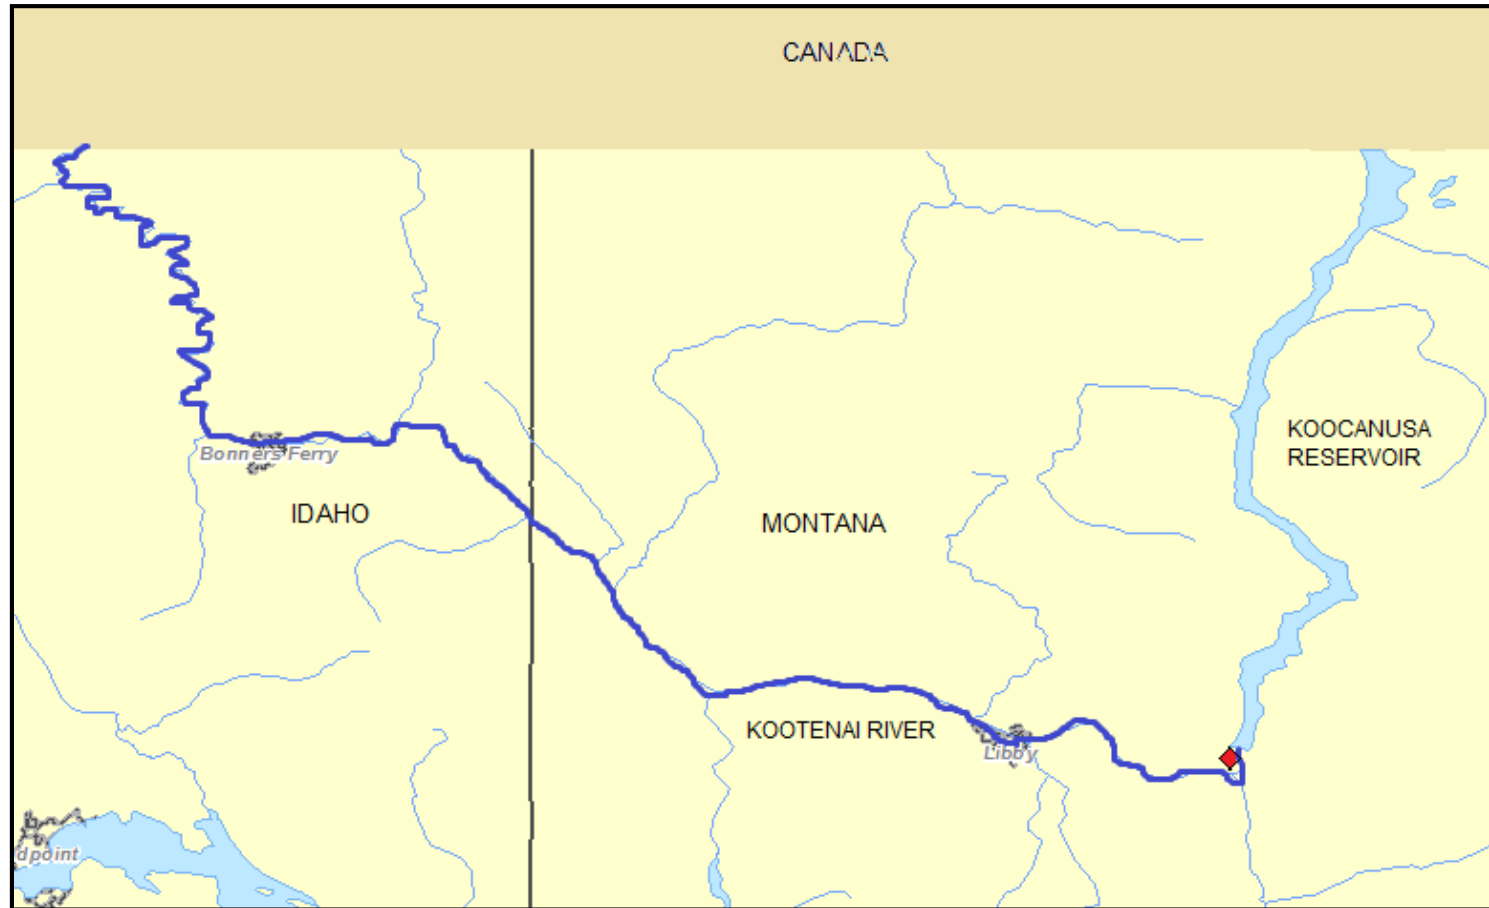 CANADA
KOOCANUSA
RESERVOIR
Bonners Ferry
IDAHO
MONTANA
KOOTENAI RIVER
Libby
dpoint